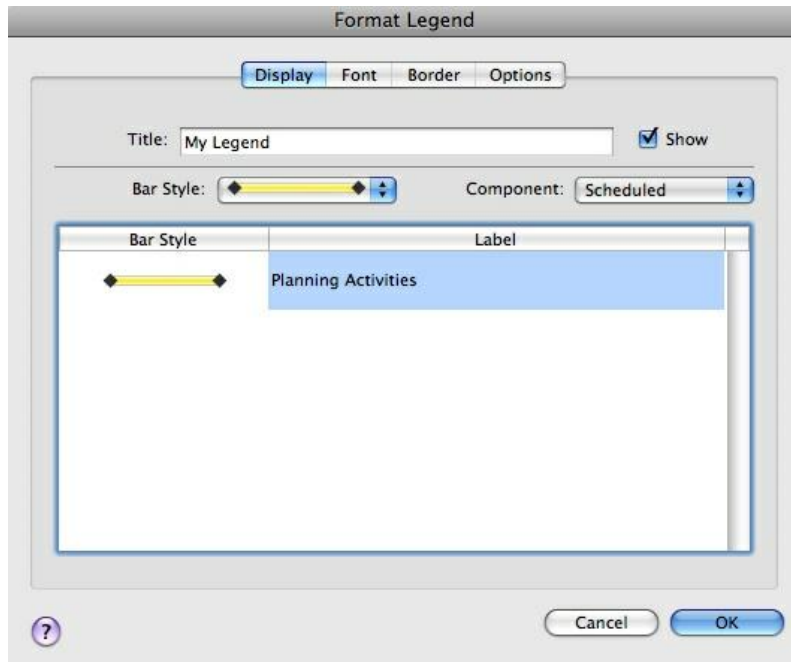 Format Legend
Display Font Border Options
Title: My Legend Show
Bar Style: Component: Scheduled
Bar Style Label
Planning Activities
? Cancel OK